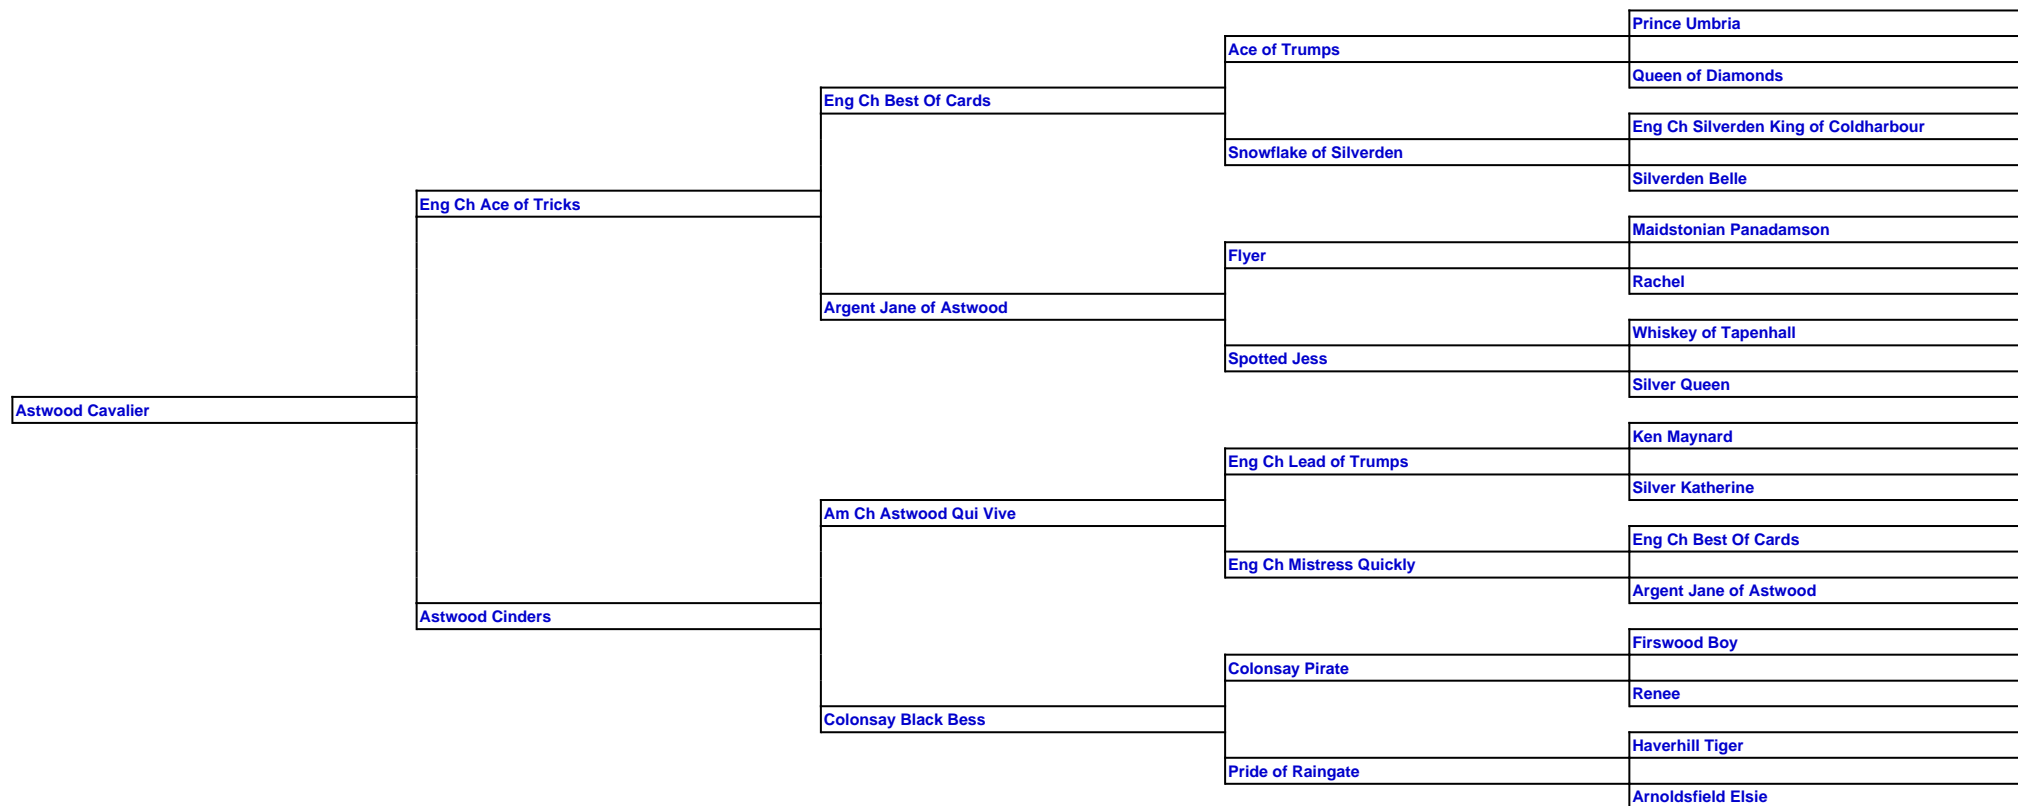 Prince Umbria
Ace of Trumps
Queen of Diamonds
Eng Ch Best Of Cards
Eng Ch Silverden King of Coldharbour
Snowflake of Silverden
Silverden Belle
Eng Ch Ace of Tricks
Maidstonian Panadamson
Flyer
Rachel
Argent Jane of Astwood
Whiskey of Tapenhall
Spotted Jess
Silver Queen
Astwood Cavalier
Ken Maynard
Eng Ch Lead of Trumps
Silver Katherine
Am Ch Astwood Qui Vive
Eng Ch Best Of Cards
Eng Ch Mistress Quickly
Argent Jane of Astwood
Astwood Cinders
Firswood Boy
Colonsay Pirate
Renee
Colonsay Black Bess
Haverhill Tiger
Pride of Raingate
Arnoldsfield Elsie